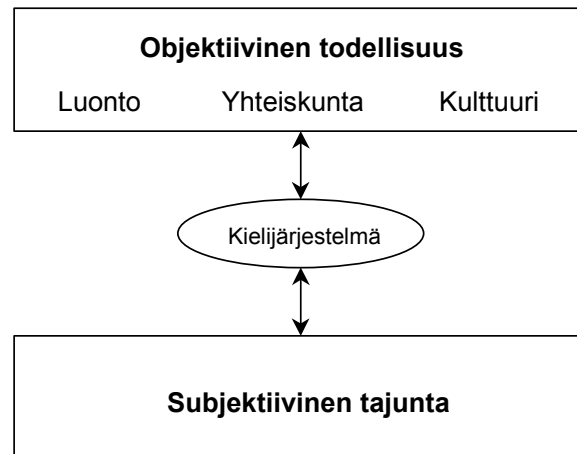 Objektiivinen todellisuus
Luonto Yhteiskunta Kulttuuri
Kielijärjestelmä
Subjektiivinen tajunta